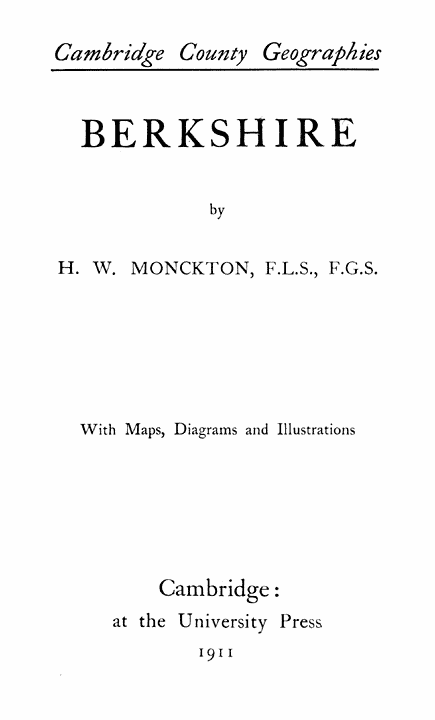 Cambridge County Geographies
BERKSHIRE
by
H. W. MONCKTON, F.L.S., F.G.S.
With Maps, Diagrams and Illustrations
Cambridge:
at the University Press
1911